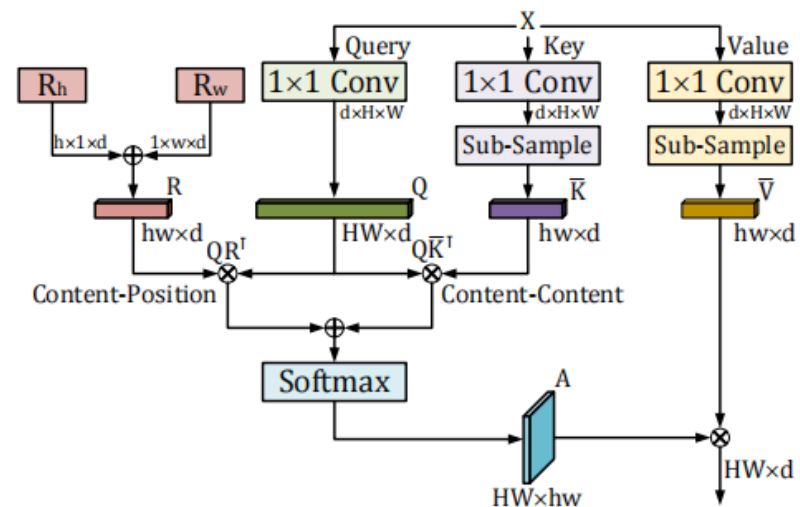 X
Query
Key
Value
Rh
Rw
1×1 Conv
1×1 Conv
1×1 Conv
d×H×W
d×H×W
d×H×W
h×1×d
1×w×d
Sub-Sample
Sub-Sample
R
Q
K̅
V̅
hw×d
HW×d
hw×d
hw×d
QRᵀ
QK̅ᵀ
Content-Position
Content-Content
Softmax
A
HW×d
HW×hw